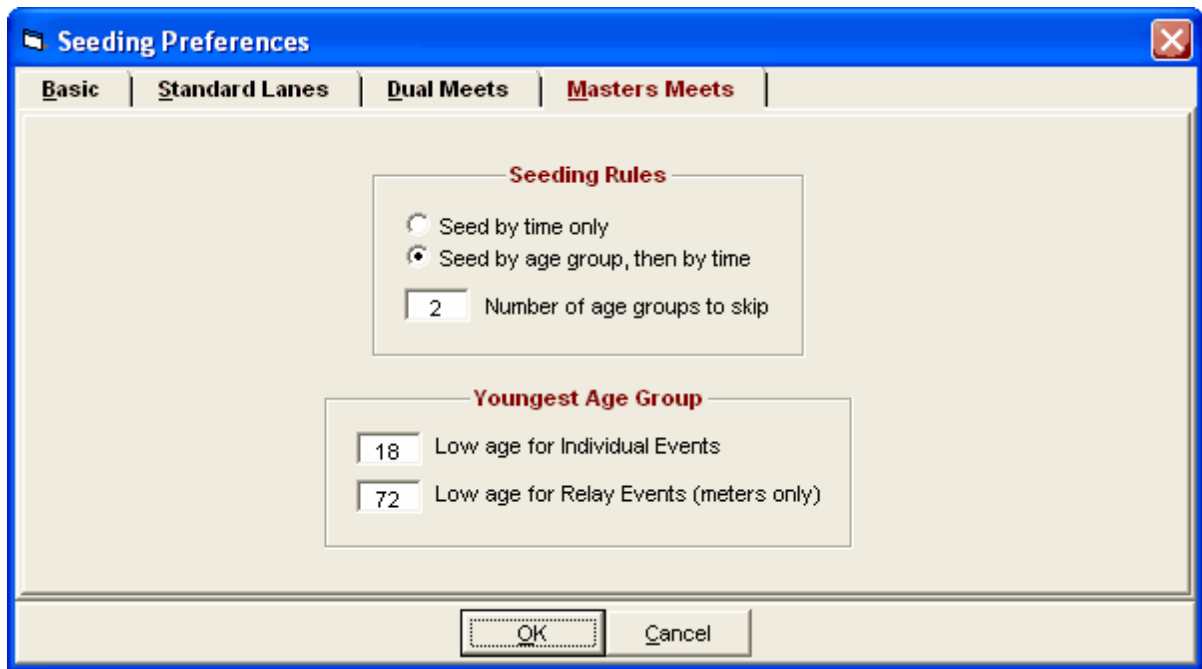 Seeding Preferences
Basic Standard Lanes Dual Meets Masters Meets
Seeding Rules
Seed by time only
Seed by age group, then by time
2 Number of age groups to skip
Youngest Age Group
18 Low age for Individual Events
72 Low age for Relay Events (meters only)
OK Cancel